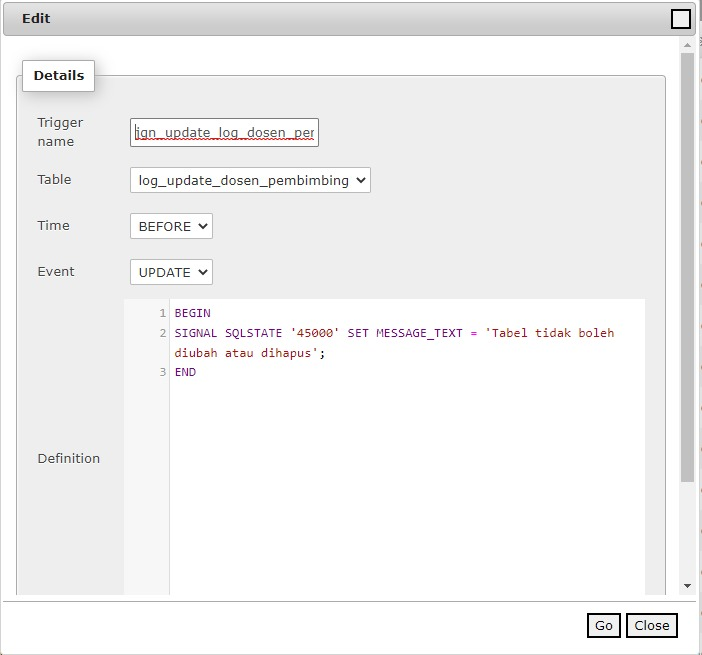 Edit
Details
Trigger name
jgn_update_log_dosen_per
Table
log_update_dosen_pembimbing
Time
BEFORE
Event
UPDATE
Definition
1 BEGIN
2 SIGNAL SQLSTATE '45000' SET MESSAGE_TEXT = 'Tabel tidak boleh
diubah atau dihapus';
3 END
Go
Close